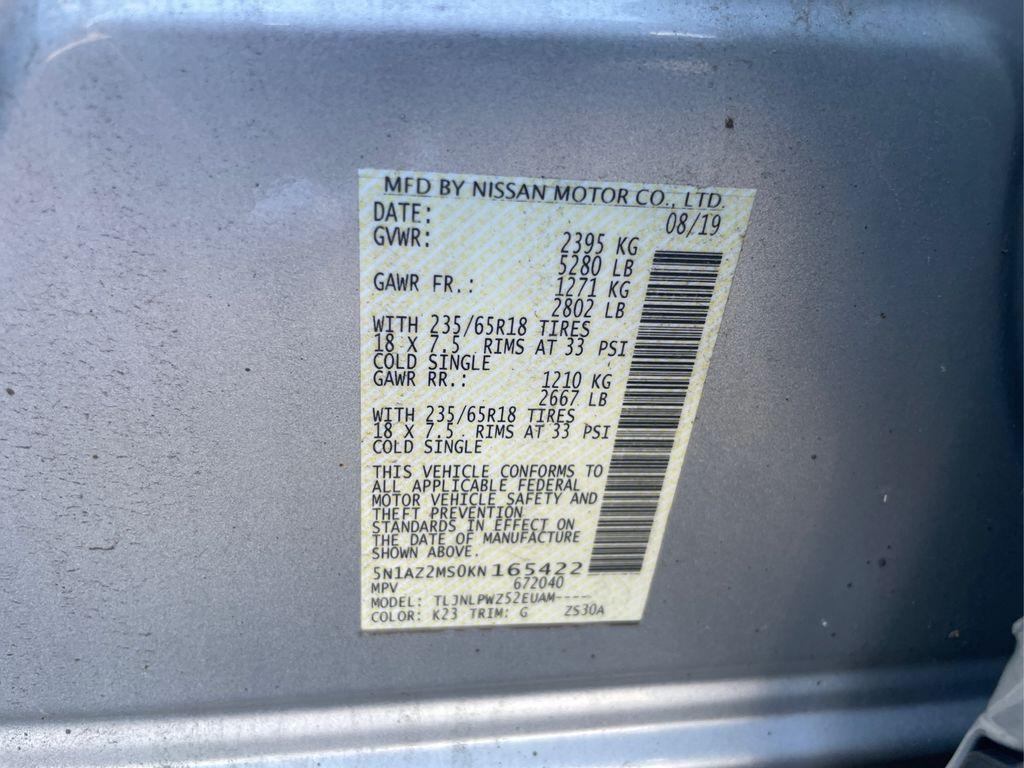 MFD BY NISSAN MOTOR CO., LTD.
DATE: 08/19
GVWR: 2395 KG
5280 LB
GAWR FR.: 1271 KG
2802 LB
WITH 235/65R18 TIRES
18 X 7.5 RIMS AT 33 PSI
COLD SINGLE
GAWR RR.: 1210 KG
2667 LB
WITH 235/65R18 TIRES
18 X 7.5 RIMS AT 33 PSI
COLD SINGLE
THIS VEHICLE CONFORMS TO
ALL APPLICABLE FEDERAL
MOTOR VEHICLE SAFETY AND
THEFT PREVENTION
STANDARDS IN EFFECT ON
THE DATE OF MANUFACTURE
SHOWN ABOVE.
5N1AZ2MS0KN165422
MPV 672040
MODEL: TLJNLPWZ52EUAM----
COLOR: K23 TRIM: G ZS30A